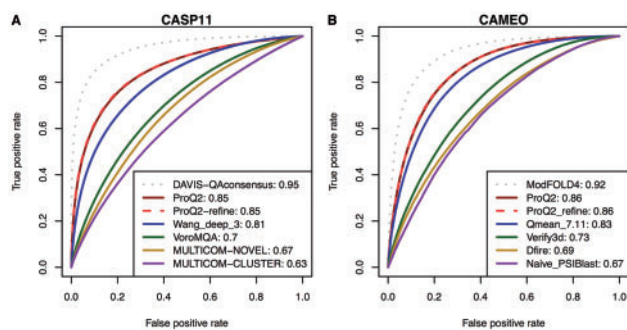 A
CASP11
True positive rate
1.0
0.8
0.6
0.4
0.2
0.0
DAVIS-QAconsensus: 0.95
ProQ2: 0.85
ProQ2-refine: 0.85
Wang_deep_3: 0.81
VoroMQA: 0.7
MULTICOM-NOVEL: 0.67
MULTICOM-CLUSTER: 0.63
0.0 0.2 0.4 0.6 0.8 1.0
False positive rate
B
CAMEO
True positive rate
1.0
0.8
0.6
0.4
0.2
0.0
ModFOLD4: 0.92
ProQ2: 0.86
ProQ2_refine: 0.86
Qmean_7.11: 0.83
Verify3d: 0.73
Dfire: 0.69
Naive_PSIBlast: 0.67
0.0 0.2 0.4 0.6 0.8 1.0
False positive rate